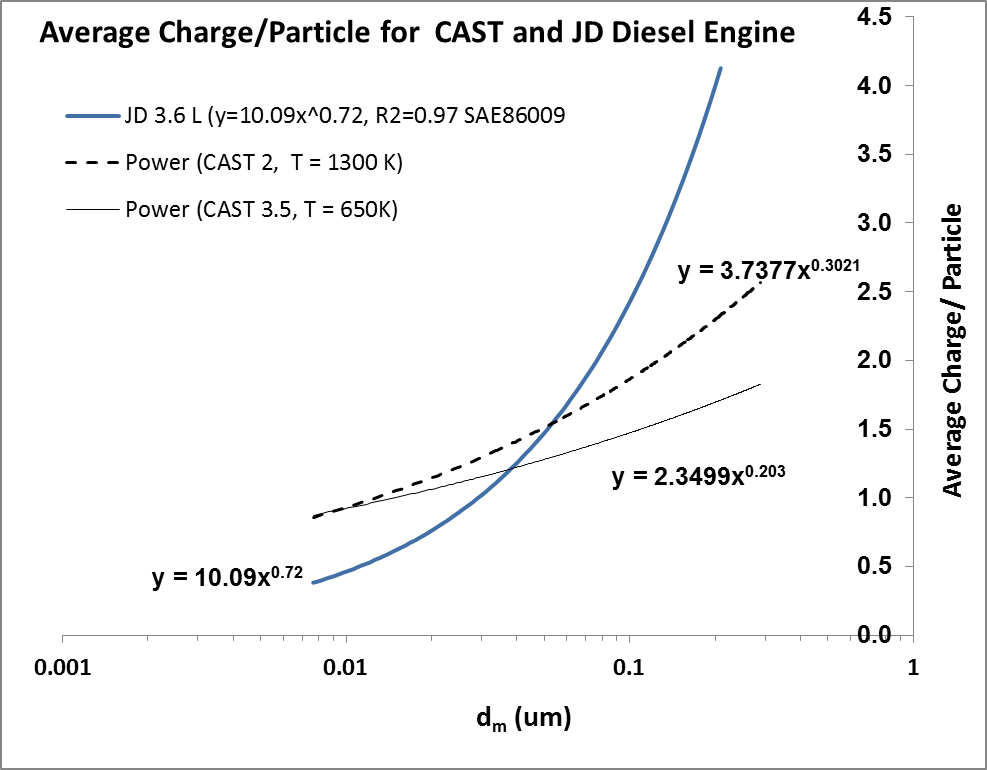 Average Charge/Particle for CAST and JD Diesel Engine
JD 3.6 L (y=10.09x^0.72, R2=0.97 SAE86009
Power (CAST 2, T = 1300 K)
Power (CAST 3.5, T = 650K)
4.5
4.0
3.5
3.0
2.5
2.0
1.5
1.0
0.5
0.0
Average Charge/ Particle
y = 3.7377x^0.3021
y = 2.3499x^0.203
y = 10.09x^0.72
0.001
0.01
0.1
1
dm (um)